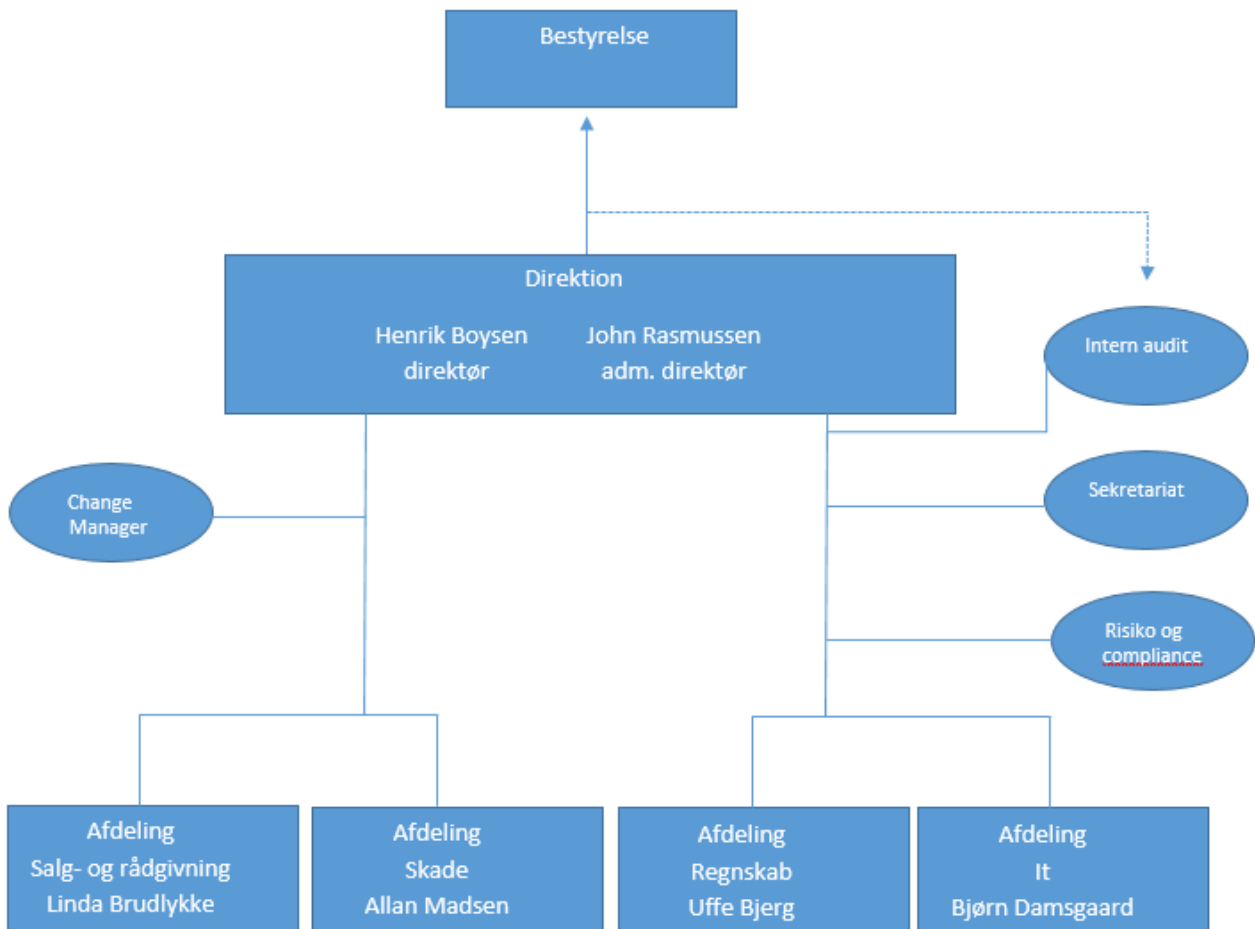 Bestyrelse
Direktion
Henrik Boysen
direktør
John Rasmussen
adm. direktør
Intern audit
Change
Manager
Sekretariat
Risiko og
compliance
Afdeling
Salg- og rådgivning
Linda Brudlykke
Afdeling
Skade
Allan Madsen
Afdeling
Regnskab
Uffe Bjerg
Afdeling
It
Bjørn Damsgaard